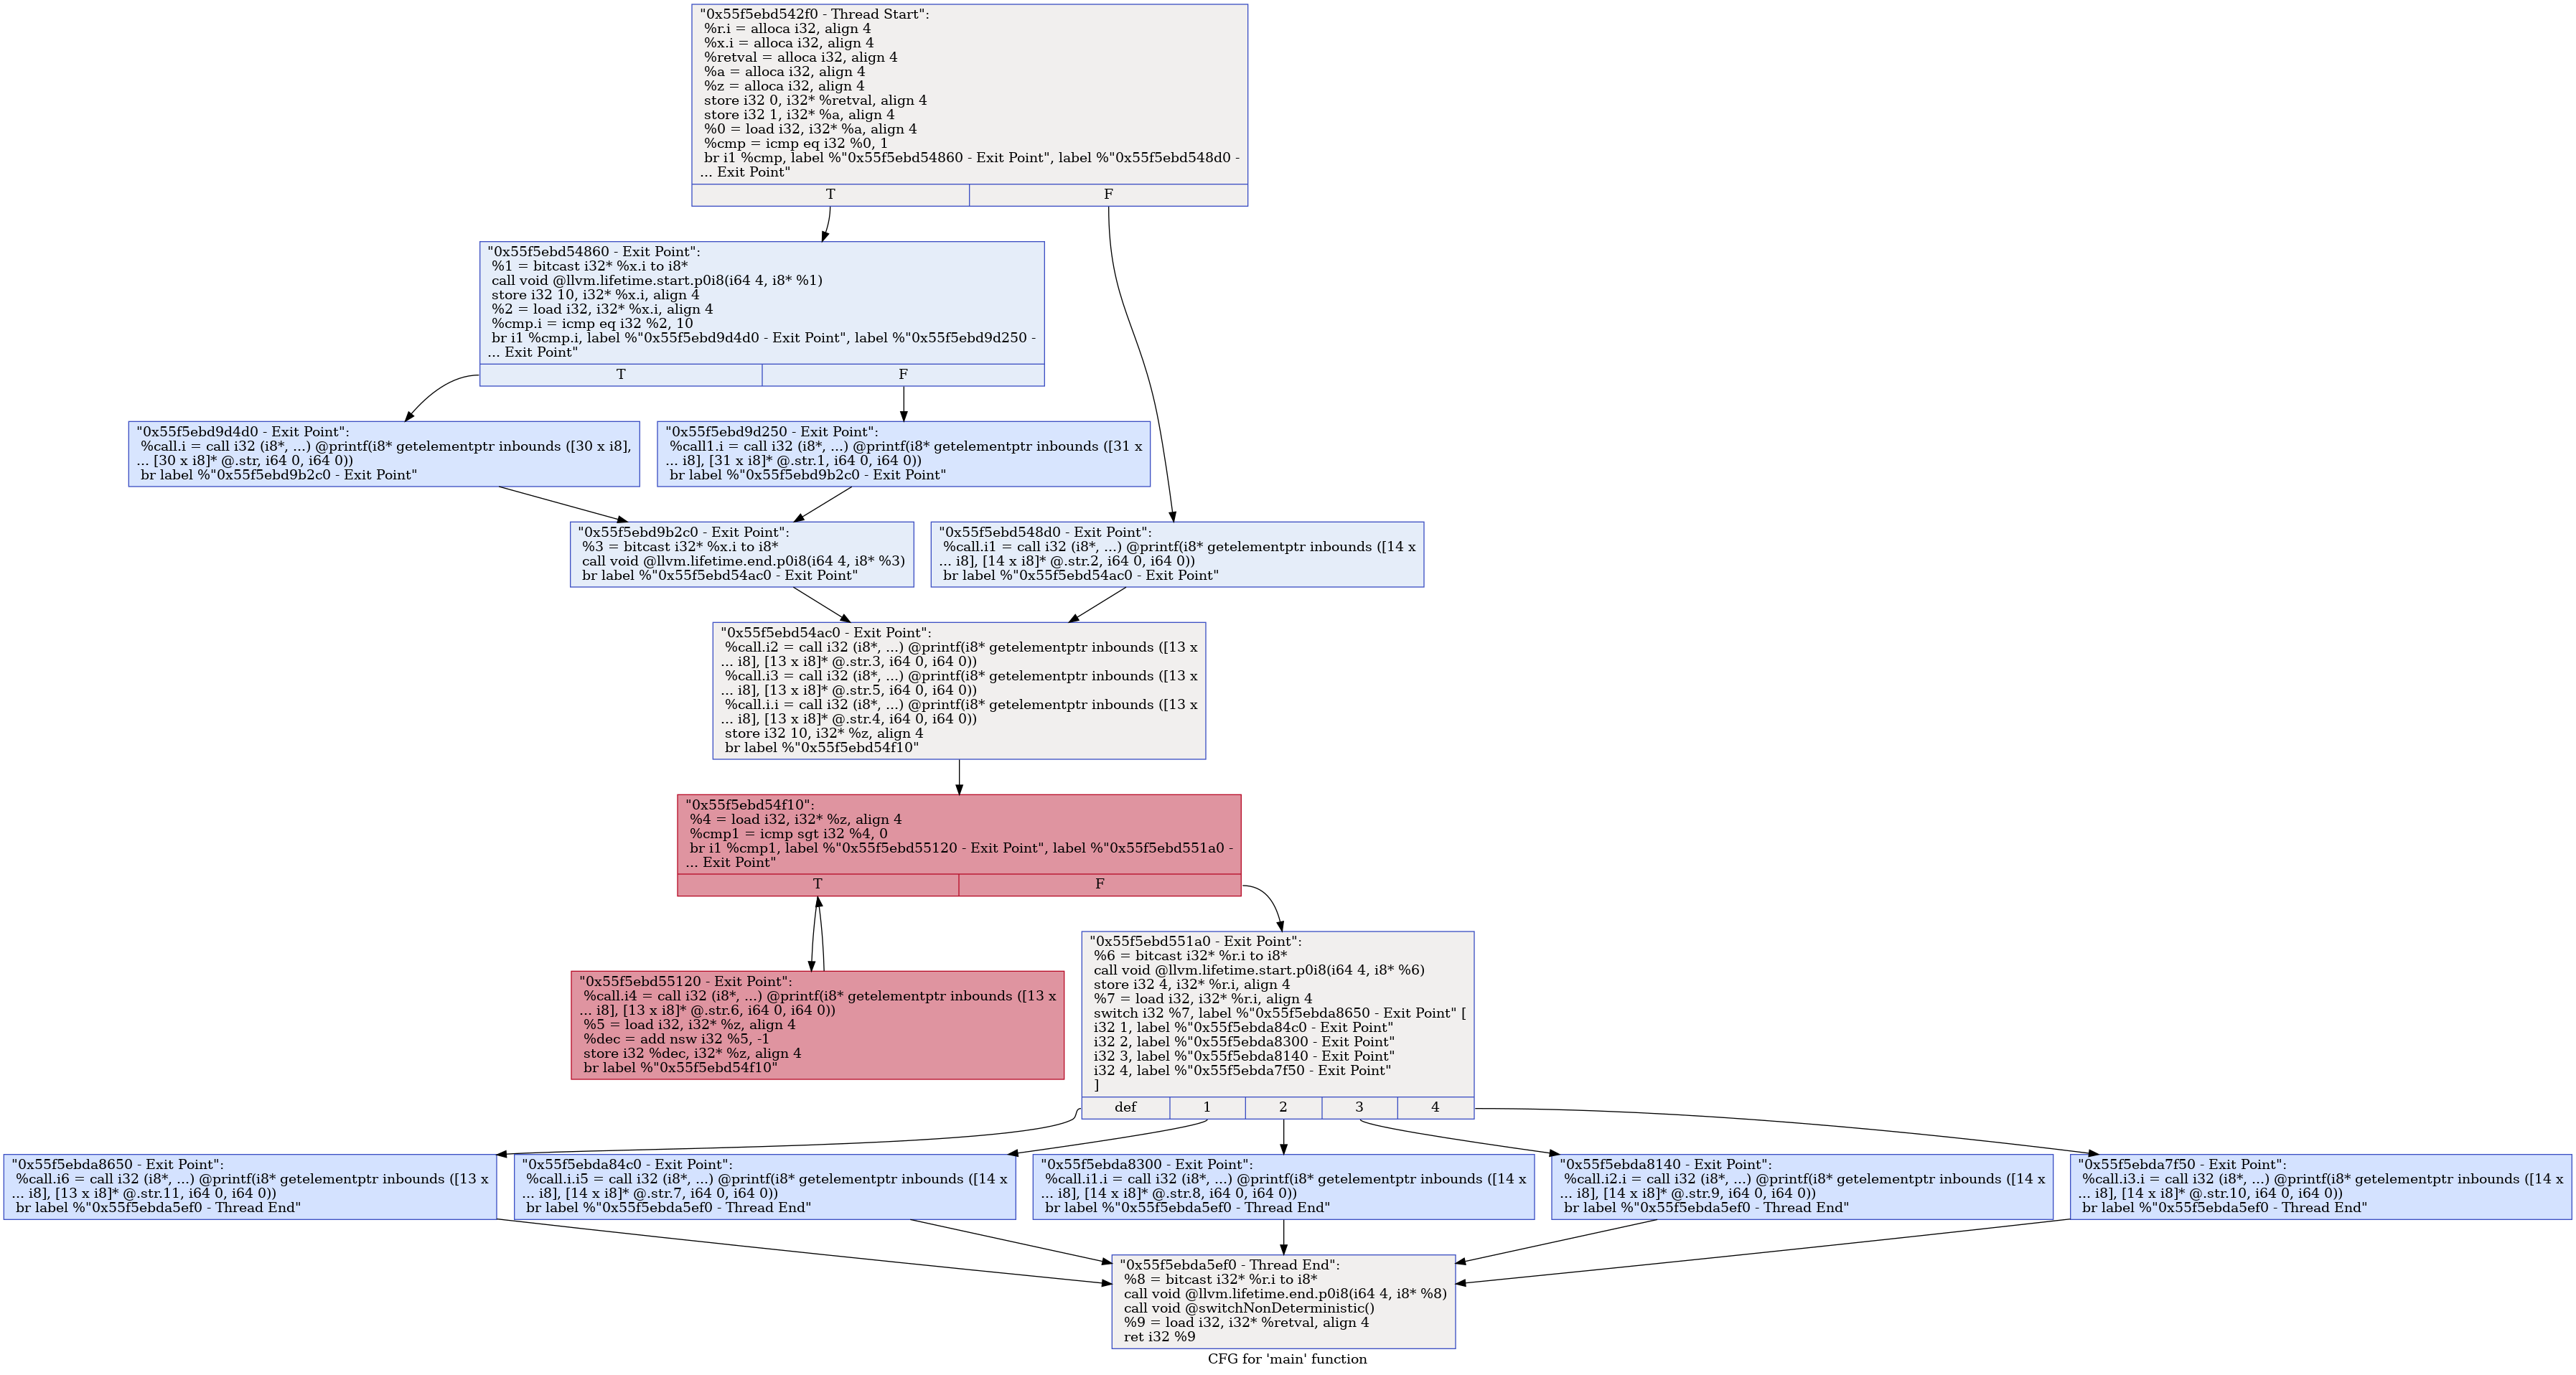 "0x55f5ebd542f0 - Thread Start":
%r.i = alloca i32, align 4
%x.i = alloca i32, align 4
%retval = alloca i32, align 4
%a = alloca i32, align 4
%z = alloca i32, align 4
store i32 0, i32* %retval, align 4
store i32 1, i32* %a, align 4
%0 = load i32, i32* %a, align 4
%cmp = icmp eq i32 %0, 1
br i1 %cmp, label %"0x55f5ebd54860 - Exit Point", label %"0x55f5ebd548d0 -
... Exit Point"
T F
"0x55f5ebd54860 - Exit Point":
%1 = bitcast i32* %x.i to i8*
call void @llvm.lifetime.start.p0i8(i64 4, i8* %1)
store i32 10, i32* %x.i, align 4
%2 = load i32, i32* %x.i, align 4
%cmp.i = icmp eq i32 %2, 10
br i1 %cmp.i, label %"0x55f5ebd9d4d0 - Exit Point", label %"0x55f5ebd9d250 -
... Exit Point"
T F
"0x55f5ebd9d4d0 - Exit Point":
%call.i = call i32 (i8*, ...) @printf(i8* getelementptr inbounds ([30 x i8],
... [30 x i8]* @.str, i64 0, i64 0))
br label %"0x55f5ebd9b2c0 - Exit Point"
"0x55f5ebd9d250 - Exit Point":
%call1.i = call i32 (i8*, ...) @printf(i8* getelementptr inbounds ([31 x
... i8], [31 x i8]* @.str.1, i64 0, i64 0))
br label %"0x55f5ebd9b2c0 - Exit Point"
"0x55f5ebd9b2c0 - Exit Point":
%3 = bitcast i32* %x.i to i8*
call void @llvm.lifetime.end.p0i8(i64 4, i8* %3)
br label %"0x55f5ebd54ac0 - Exit Point"
"0x55f5ebd548d0 - Exit Point":
%call.i1 = call i32 (i8*, ...) @printf(i8* getelementptr inbounds ([14 x
... i8], [14 x i8]* @.str.2, i64 0, i64 0))
br label %"0x55f5ebd54ac0 - Exit Point"
"0x55f5ebd54ac0 - Exit Point":
%call.i2 = call i32 (i8*, ...) @printf(i8* getelementptr inbounds ([13 x
... i8], [13 x i8]* @.str.3, i64 0, i64 0))
%call.i3 = call i32 (i8*, ...) @printf(i8* getelementptr inbounds ([13 x
... i8], [13 x i8]* @.str.5, i64 0, i64 0))
%call.i.i = call i32 (i8*, ...) @printf(i8* getelementptr inbounds ([13 x
... i8], [13 x i8]* @.str.4, i64 0, i64 0))
store i32 10, i32* %z, align 4
br label %"0x55f5ebd54f10"
"0x55f5ebd54f10":
%4 = load i32, i32* %z, align 4
%cmp1 = icmp sgt i32 %4, 0
br i1 %cmp1, label %"0x55f5ebd55120 - Exit Point", label %"0x55f5ebd551a0 -
... Exit Point"
T F
"0x55f5ebd55120 - Exit Point":
%call.i4 = call i32 (i8*, ...) @printf(i8* getelementptr inbounds ([13 x
... i8], [13 x i8]* @.str.6, i64 0, i64 0))
%5 = load i32, i32* %z, align 4
%dec = add nsw i32 %5, -1
store i32 %dec, i32* %z, align 4
br label %"0x55f5ebd54f10"
"0x55f5ebd551a0 - Exit Point":
%6 = bitcast i32* %r.i to i8*
call void @llvm.lifetime.start.p0i8(i64 4, i8* %6)
store i32 4, i32* %r.i, align 4
%7 = load i32, i32* %r.i, align 4
switch i32 %7, label %"0x55f5ebda8650 - Exit Point" [
i32 1, label %"0x55f5ebda84c0 - Exit Point"
i32 2, label %"0x55f5ebda8300 - Exit Point"
i32 3, label %"0x55f5ebda8140 - Exit Point"
i32 4, label %"0x55f5ebda7f50 - Exit Point"
]
def 1 2 3 4
"0x55f5ebda8650 - Exit Point":
%call.i6 = call i32 (i8*, ...) @printf(i8* getelementptr inbounds ([13 x
... i8], [13 x i8]* @.str.11, i64 0, i64 0))
br label %"0x55f5ebda5ef0 - Thread End"
"0x55f5ebda84c0 - Exit Point":
%call.i.i5 = call i32 (i8*, ...) @printf(i8* getelementptr inbounds ([14 x
... i8], [14 x i8]* @.str.7, i64 0, i64 0))
br label %"0x55f5ebda5ef0 - Thread End"
"0x55f5ebda8300 - Exit Point":
%call.i1.i = call i32 (i8*, ...) @printf(i8* getelementptr inbounds ([14 x
... i8], [14 x i8]* @.str.8, i64 0, i64 0))
br label %"0x55f5ebda5ef0 - Thread End"
"0x55f5ebda8140 - Exit Point":
%call.i2.i = call i32 (i8*, ...) @printf(i8* getelementptr inbounds ([14 x
... i8], [14 x i8]* @.str.9, i64 0, i64 0))
br label %"0x55f5ebda5ef0 - Thread End"
"0x55f5ebda7f50 - Exit Point":
%call.i3.i = call i32 (i8*, ...) @printf(i8* getelementptr inbounds ([14 x
... i8], [14 x i8]* @.str.10, i64 0, i64 0))
br label %"0x55f5ebda5ef0 - Thread End"
"0x55f5ebda5ef0 - Thread End":
%8 = bitcast i32* %r.i to i8*
call void @llvm.lifetime.end.p0i8(i64 4, i8* %8)
call void @switchNonDeterministic()
%9 = load i32, i32* %retval, align 4
ret i32 %9
CFG for 'main' function